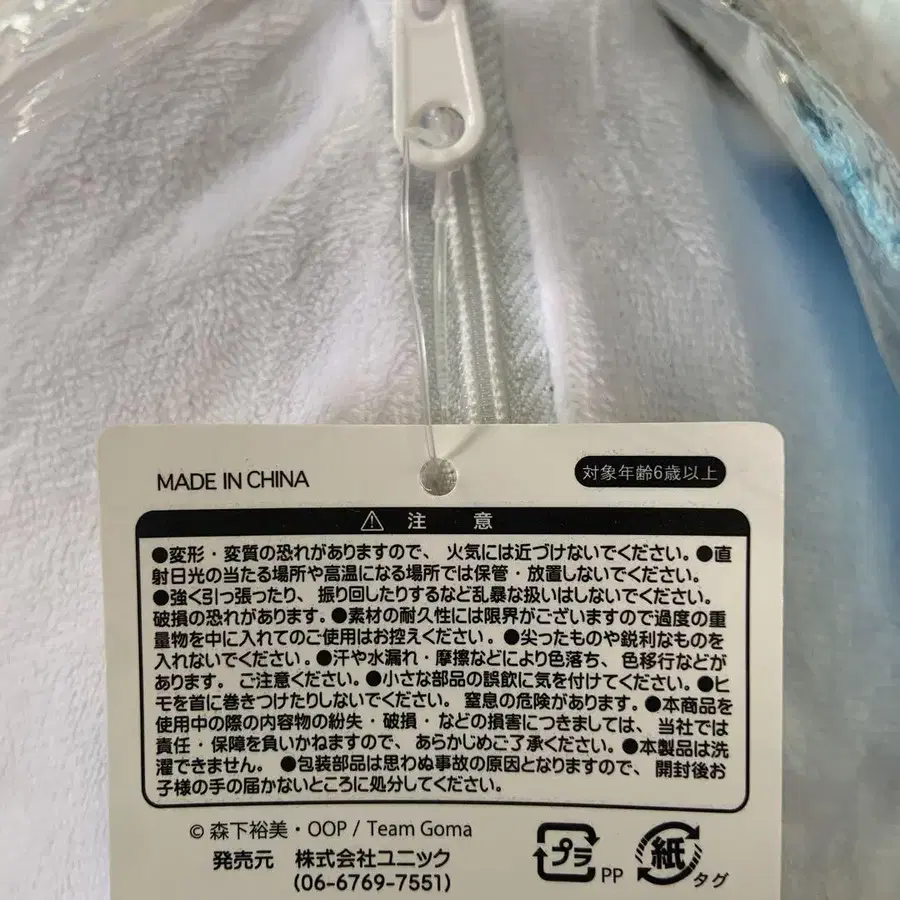 MADE IN CHINA
対象年齢6歳以上
⚠ 注 意
●変形・変質の恐れがありますので、火気には近づけないでください。●直
射日光の当たる場所や高温になる場所では保管・放置しないでください。
●強く引っ張ったり、振り回したりするなど乱暴な扱いはしないでください。
破損の恐れがあります。●素材の耐久性には限界がございますので過度の重
量物を中に入れてのご使用はお控えください。●尖ったものや鋭利なものを
入れないでください。●汗や水漏れ・摩擦などにより色落ち、色移行などが
あります。ご注意ください。●小さな部品の誤飲に気を付けてください。●ヒ
モを首に巻きつけたりしないでください。窒息の危険があります。●本商品を
使用中の際の内容物の紛失・破損・などの損害につきましては、当社では
責任・保障を負いかねますので、あらかじめご了承ください。●本製品は洗
濯できません。●包装部品は思わぬ事故の原因となりますので、開封後お
子様の手の届かないところに処分してください。
© 森下裕美・OOP / Team Goma
発売元 株式会社ユニック
(06-6769-7551)
プラ PP
紙 タグ